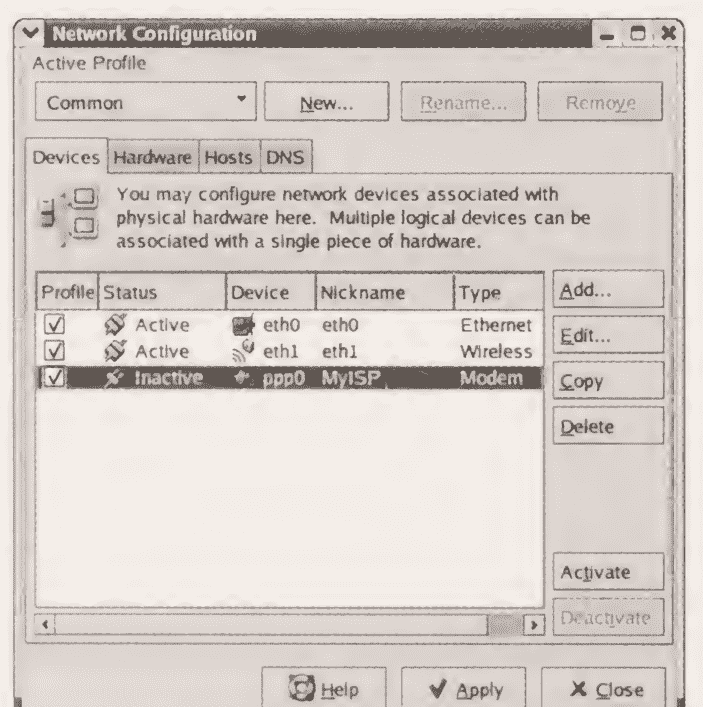 Network Configuration
Active Profile
Common New... Rename... Remove
Devices Hardware Hosts DNS
You may configure network devices associated with
physical hardware here. Multiple logical devices can be
associated with a single piece of hardware.
Profile Status Device Nickname Type
Active eth0 eth0 Ethernet
Active eth1 eth1 Wireless
Inactive ppp0 MyISP Modem
Add...
Edit...
Copy
Delete
Activate
Deactivate
Help Apply Close